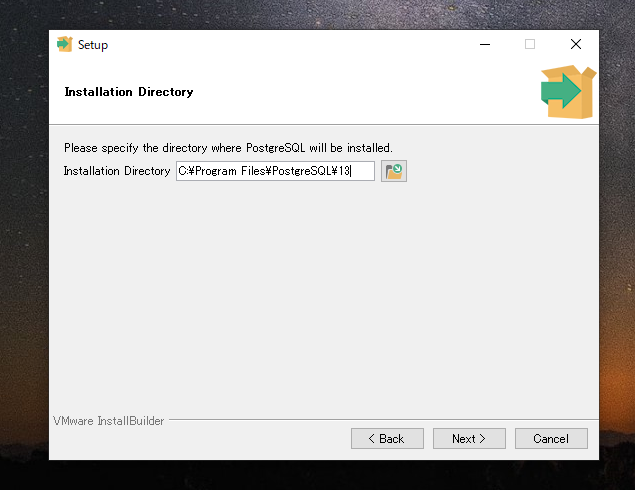 Setup
Installation Directory
Please specify the directory where PostgreSQL will be installed.
Installation Directory C:¥Program Files¥PostgreSQL¥13
VMware InstallBuilder
< Back Next > Cancel